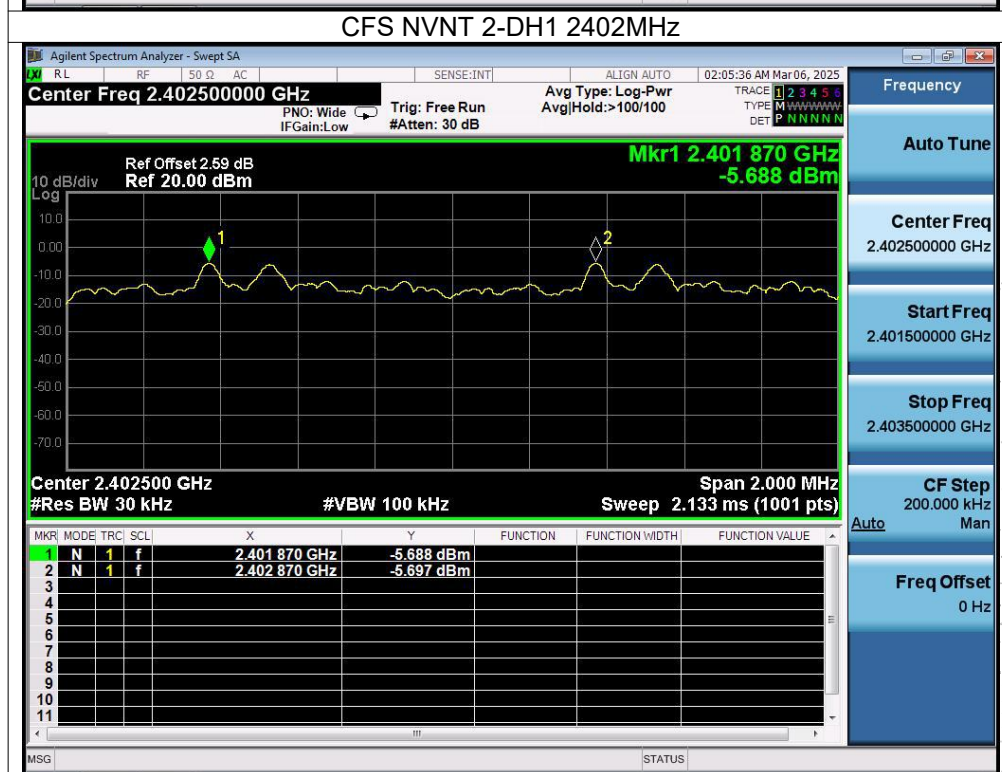 CFS NVNT 2-DH1 2402MHz
Agilent Spectrum Analyzer - Swept SA
LXI RL RF 50 Ω AC SENSE:INT ALIGN AUTO 02:05:36 AM Mar 06, 2025
Center Freq 2.402500000 GHz
PNO: Wide
IFGain:Low
Trig: Free Run
#Atten: 30 dB
Avg Type: Log-Pwr
Avg|Hold:>100/100
TRACE 1 2 3 4 5 6
TYPE M WWWWW
DET P N N N N N
Frequency
Auto Tune
Center Freq
2.402500000 GHz
Start Freq
2.401500000 GHz
Stop Freq
2.403500000 GHz
CF Step
200.000 kHz
Auto Man
Freq Offset
0 Hz
Mkr1 2.401 870 GHz
-5.688 dBm
Ref Offset 2.59 dB
10 dB/div Ref 20.00 dBm
Log
10.0
0.00
-10.0
-20.0
-30.0
-40.0
-50.0
-60.0
-70.0
1
2
Center 2.402500 GHz Span 2.000 MHz
#Res BW 30 kHz #VBW 100 kHz Sweep 2.133 ms (1001 pts)
MKR MODE TRC SCL X Y FUNCTION FUNCTION WIDTH FUNCTION VALUE
1 N 1 f 2.401 870 GHz -5.688 dBm
2 N 1 f 2.402 870 GHz -5.697 dBm
3
4
5
6
7
8
9
10
11
MSG STATUS